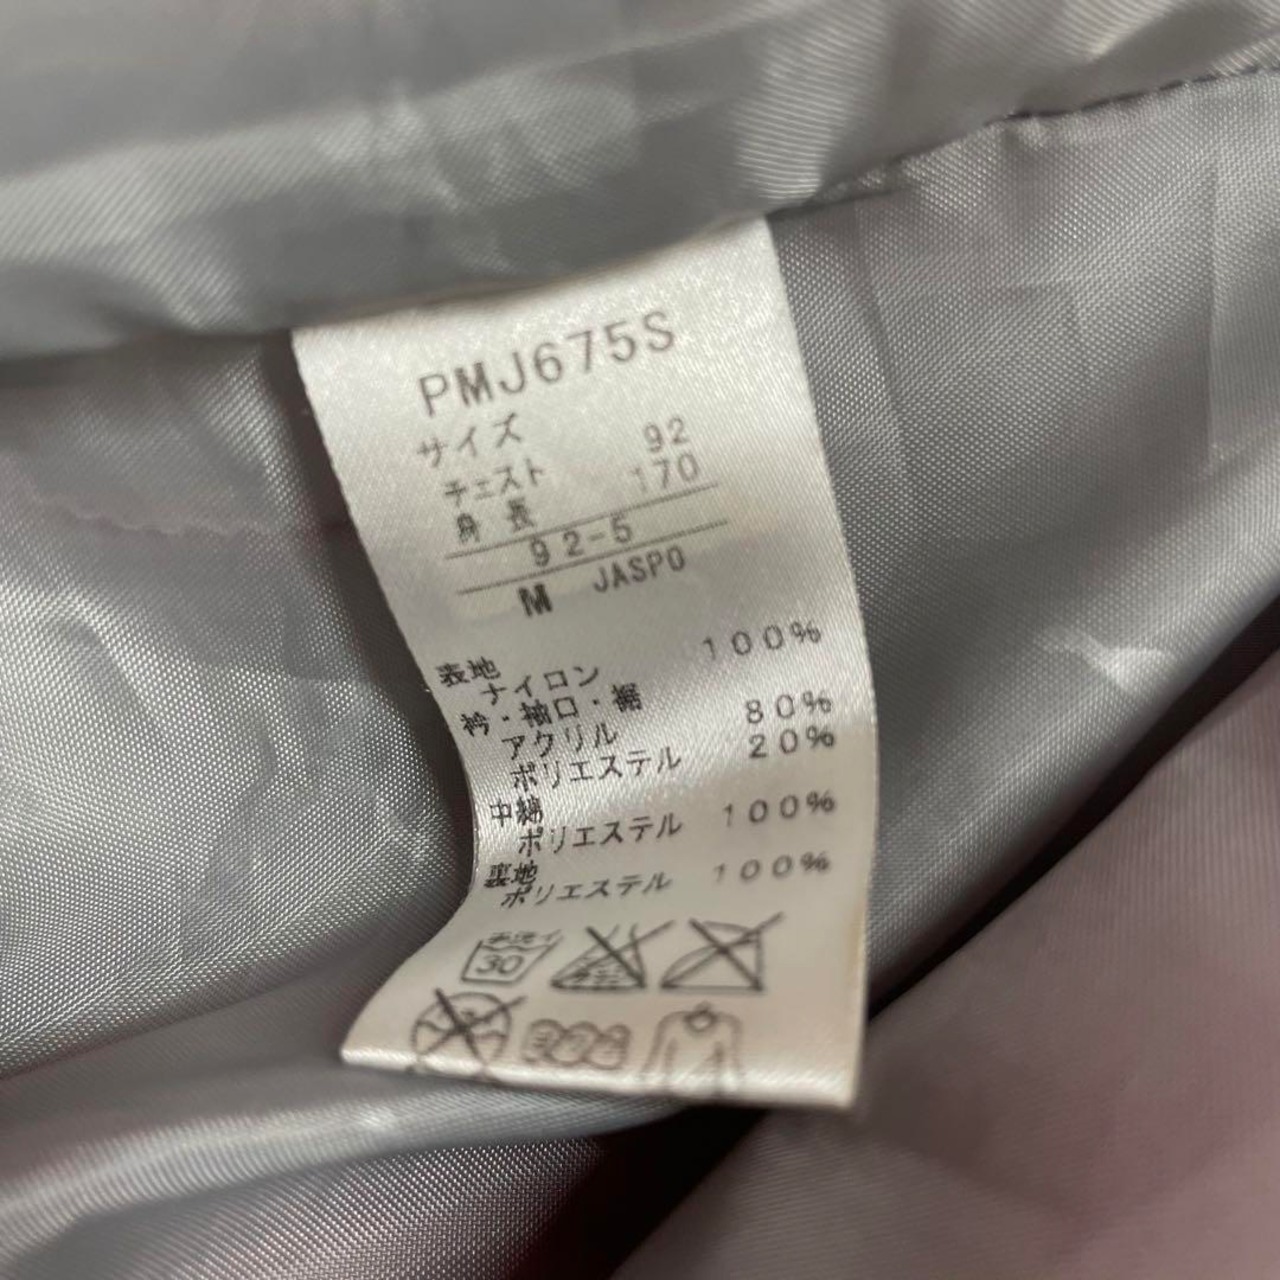 PMJ675S
サイズ
チェスト 92
身長 170
92-5
M JASPO
表地
ナイロン 100%
衿・袖口・裾
アクリル 80%
ポリエステル 20%
中綿
ポリエステル 100%
裏地
ポリエステル 100%
手洗イ
30